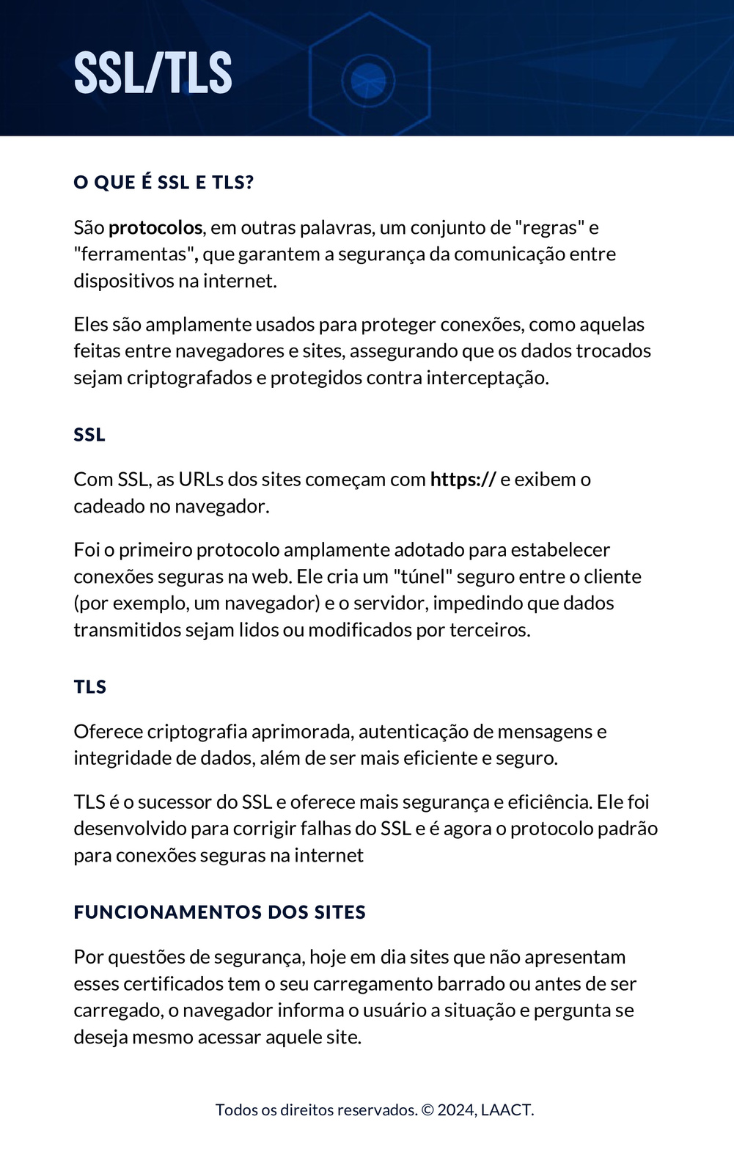 SSL/TLS
O QUE É SSL E TLS?
São protocolos, em outras palavras, um conjunto de "regras" e
"ferramentas", que garantem a segurança da comunicação entre
dispositivos na internet.
Eles são amplamente usados para proteger conexões, como aquelas
feitas entre navegadores e sites, assegurando que os dados trocados
sejam criptografados e protegidos contra interceptação.
SSL
Com SSL, as URLs dos sites começam com https:// e exibem o
cadeado no navegador.
Foi o primeiro protocolo amplamente adotado para estabelecer
conexões seguras na web. Ele cria um "túnel" seguro entre o cliente
(por exemplo, um navegador) e o servidor, impedindo que dados
transmitidos sejam lidos ou modificados por terceiros.
TLS
Oferece criptografia aprimorada, autenticação de mensagens e
integridade de dados, além de ser mais eficiente e seguro.
TLS é o sucessor do SSL e oferece mais segurança e eficiência. Ele foi
desenvolvido para corrigir falhas do SSL e é agora o protocolo padrão
para conexões seguras na internet
FUNCIONAMENTOS DOS SITES
Por questões de segurança, hoje em dia sites que não apresentam
esses certificados tem o seu carregamento barrado ou antes de ser
carregado, o navegador informa o usuário a situação e pergunta se
deseja mesmo acessar aquele site.
Todos os direitos reservados. © 2024, LAACT.